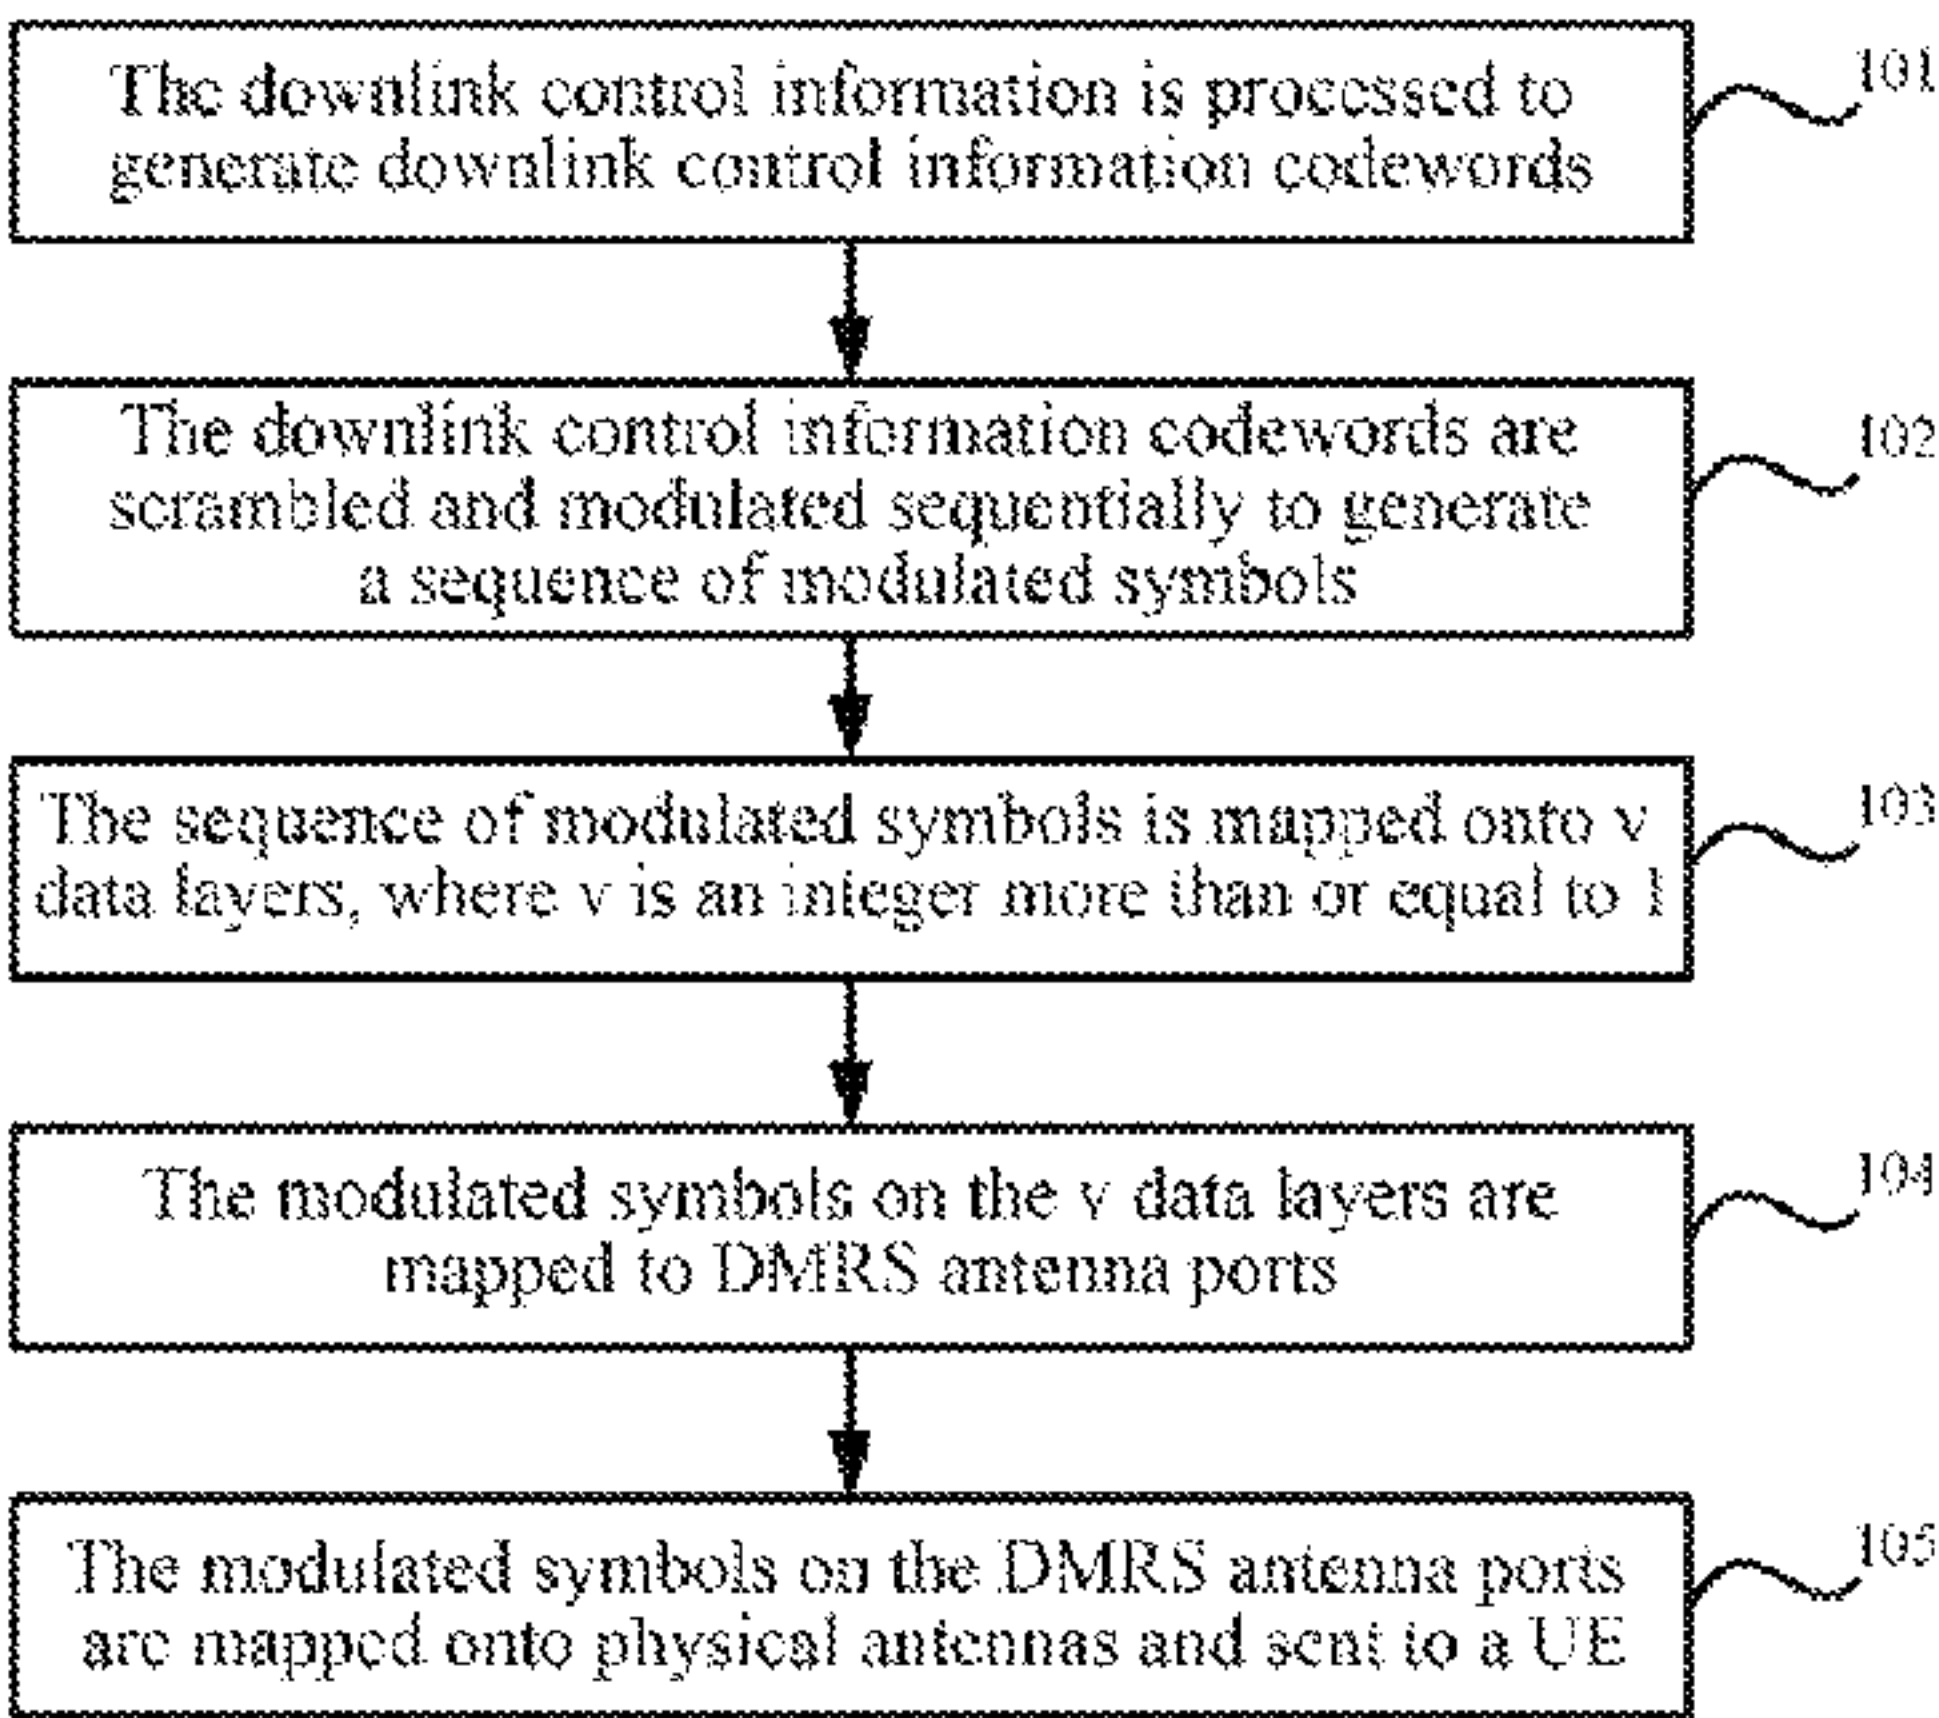 The downlink control information is processed to
generate downlink control information codewords
101
The downlink control information codewords are
scrambled and modulated sequentially to generate
a sequence of modulated symbols
102
The sequence of modulated symbols is mapped onto v
data layers, where v is an integer more than or equal to 1
103
The modulated symbols on the v data layers are
mapped to DMRS antenna ports
104
The modulated symbols on the DMRS antenna ports
are mapped onto physical antennas and sent to a UE
105